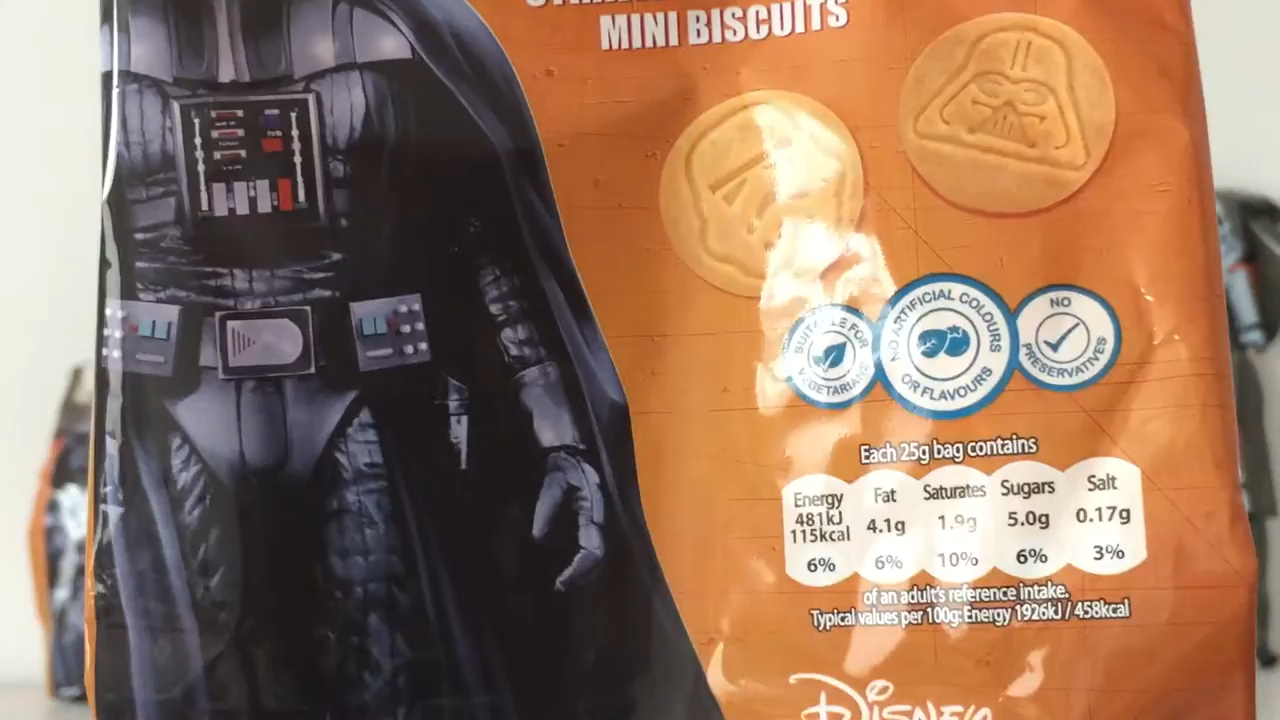 MINI BISCUITS
SUITABLE FOR
VEGETARIANS
NO ARTIFICIAL COLOURS
OR FLAVOURS
NO
PRESERVATIVES
Each 25g bag contains
Energy Fat Saturates Sugars Salt
481kJ
115kcal 4.1g 1.9g 5.0g 0.17g
6% 6% 10% 6% 3%
of an adult's reference intake.
Typical values per 100g: Energy 1926kJ / 458kcal
DISNEY